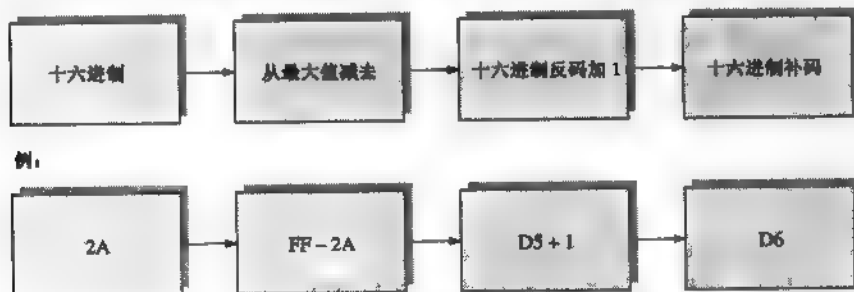 十六进制
从最大值减去
十六进制反码加 1
十六进制补码
例：
2A
FF – 2A
D5 + 1
D6